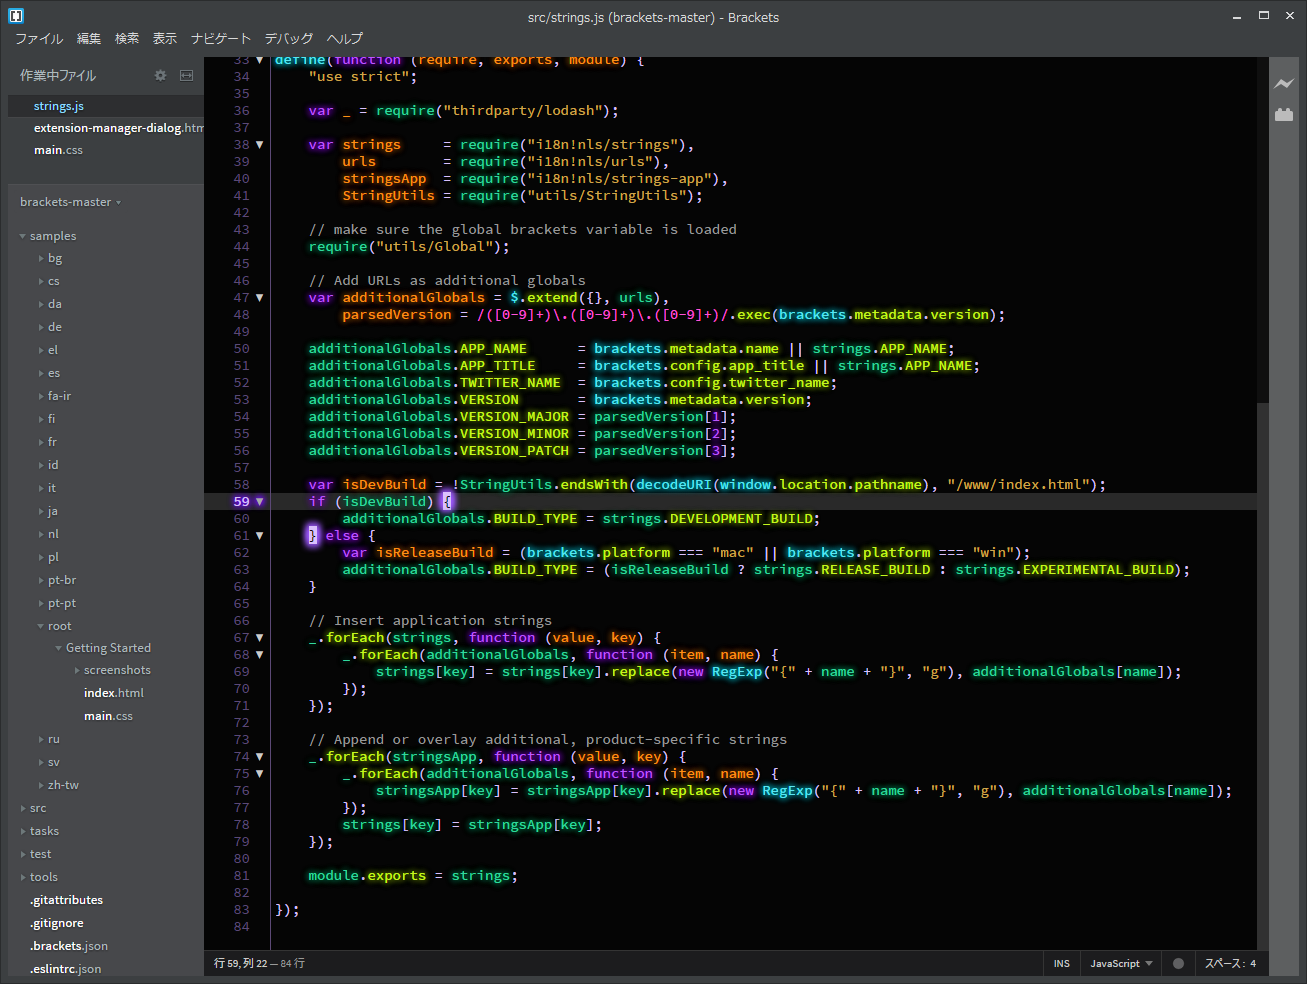 src/strings.js (brackets-master) - Brackets
ファイル 編集 検索 表示 ナビゲート デバッグ ヘルプ
作業中ファイル
strings.js
extension-manager-dialog.htm
main.css
brackets-master
samples
bg
cs
da
de
el
es
fa-ir
fi
fr
id
it
ja
nl
pl
pt-br
pt-pt
root
Getting Started
screenshots
index.html
main.css
ru
sv
zh-tw
src
tasks
test
tools
.gitattributes
.gitignore
.brackets.json
.eslintrc.json
33 define(function (require, exports, module) {
34     "use strict";
35
36     var _ = require("thirdparty/lodash");
37
38     var strings     = require("i18n!nls/strings"),
39         urls        = require("i18n!nls/urls"),
40         stringsApp  = require("i18n!nls/strings-app"),
41         StringUtils = require("utils/StringUtils");
42
43     // make sure the global brackets variable is loaded
44     require("utils/Global");
45
46     // Add URLs as additional globals
47     var additionalGlobals = $.extend({}, urls),
48         parsedVersion = /([0-9]+)\.([0-9]+)\.([0-9]+)/.exec(brackets.metadata.version);
49
50     additionalGlobals.APP_NAME      = brackets.metadata.name || strings.APP_NAME;
51     additionalGlobals.APP_TITLE     = brackets.config.app_title || strings.APP_NAME;
52     additionalGlobals.TWITTER_NAME  = brackets.config.twitter_name;
53     additionalGlobals.VERSION       = brackets.metadata.version;
54     additionalGlobals.VERSION_MAJOR = parsedVersion[1];
55     additionalGlobals.VERSION_MINOR = parsedVersion[2];
56     additionalGlobals.VERSION_PATCH = parsedVersion[3];
57
58     var isDevBuild = !StringUtils.endsWith(decodeURI(window.location.pathname), "/www/index.html");
59     if (isDevBuild) {
60         additionalGlobals.BUILD_TYPE = strings.DEVELOPMENT_BUILD;
61     } else {
62         var isReleaseBuild = (brackets.platform === "mac" || brackets.platform === "win");
63         additionalGlobals.BUILD_TYPE = (isReleaseBuild ? strings.RELEASE_BUILD : strings.EXPERIMENTAL_BUILD);
64     }
65
66     // Insert application strings
67     _.forEach(strings, function (value, key) {
68         _.forEach(additionalGlobals, function (item, name) {
69             strings[key] = strings[key].replace(new RegExp("{" + name + "}", "g"), additionalGlobals[name]);
70         });
71     });
72
73     // Append or overlay additional, product-specific strings
74     _.forEach(stringsApp, function (value, key) {
75         _.forEach(additionalGlobals, function (item, name) {
76             stringsApp[key] = stringsApp[key].replace(new RegExp("{" + name + "}", "g"), additionalGlobals[name]);
77         });
78         strings[key] = stringsApp[key];
79     });
80
81     module.exports = strings;
82
83 });
84
行 59, 列 22 — 84 行
INS JavaScript スペース: 4